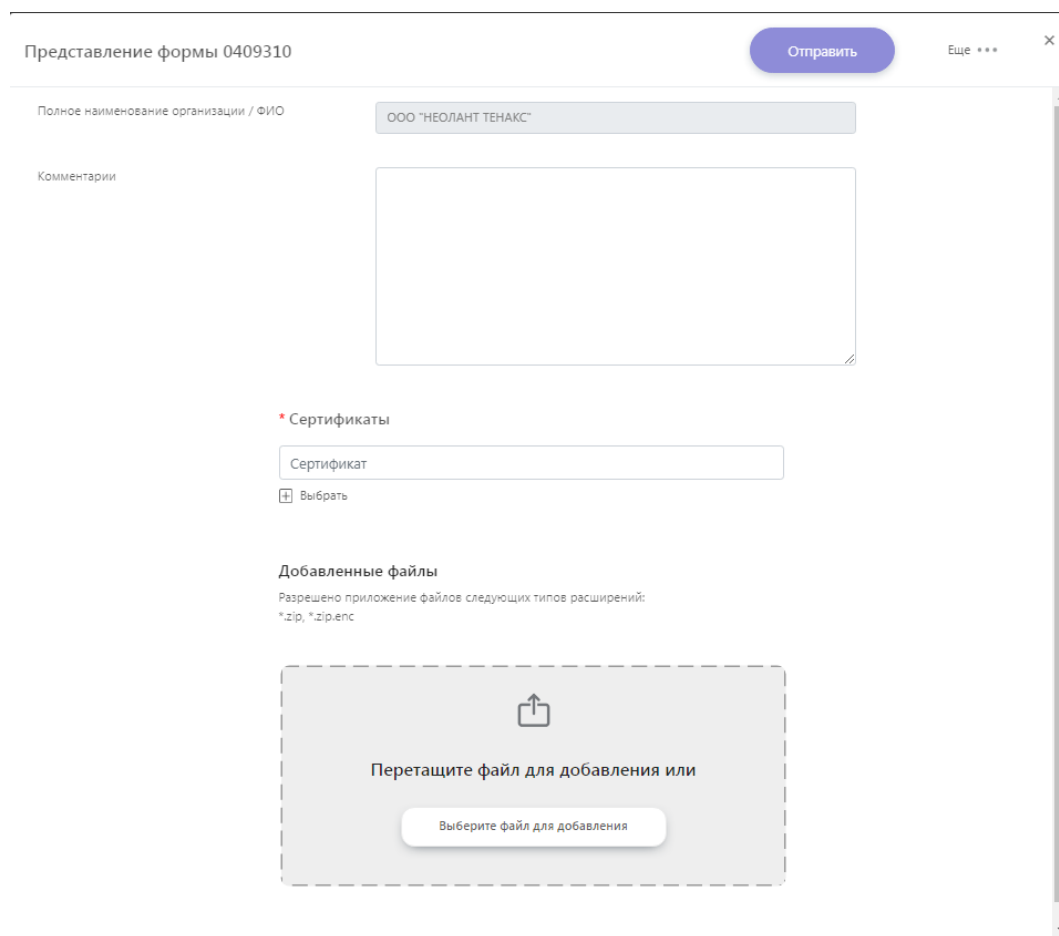 Представление формы 0409310
Отправить
Еще •••
×
Полное наименование организации / ФИО
ООО "НЕОЛАНТ ТЕНАКС"
Комментарии
* Сертификаты
Сертификат
Выбрать
Добавленные файлы
Разрешено приложение файлов следующих типов расширений:
*.zip, *.zip.enc
Перетащите файл для добавления или
Выберите файл для добавления